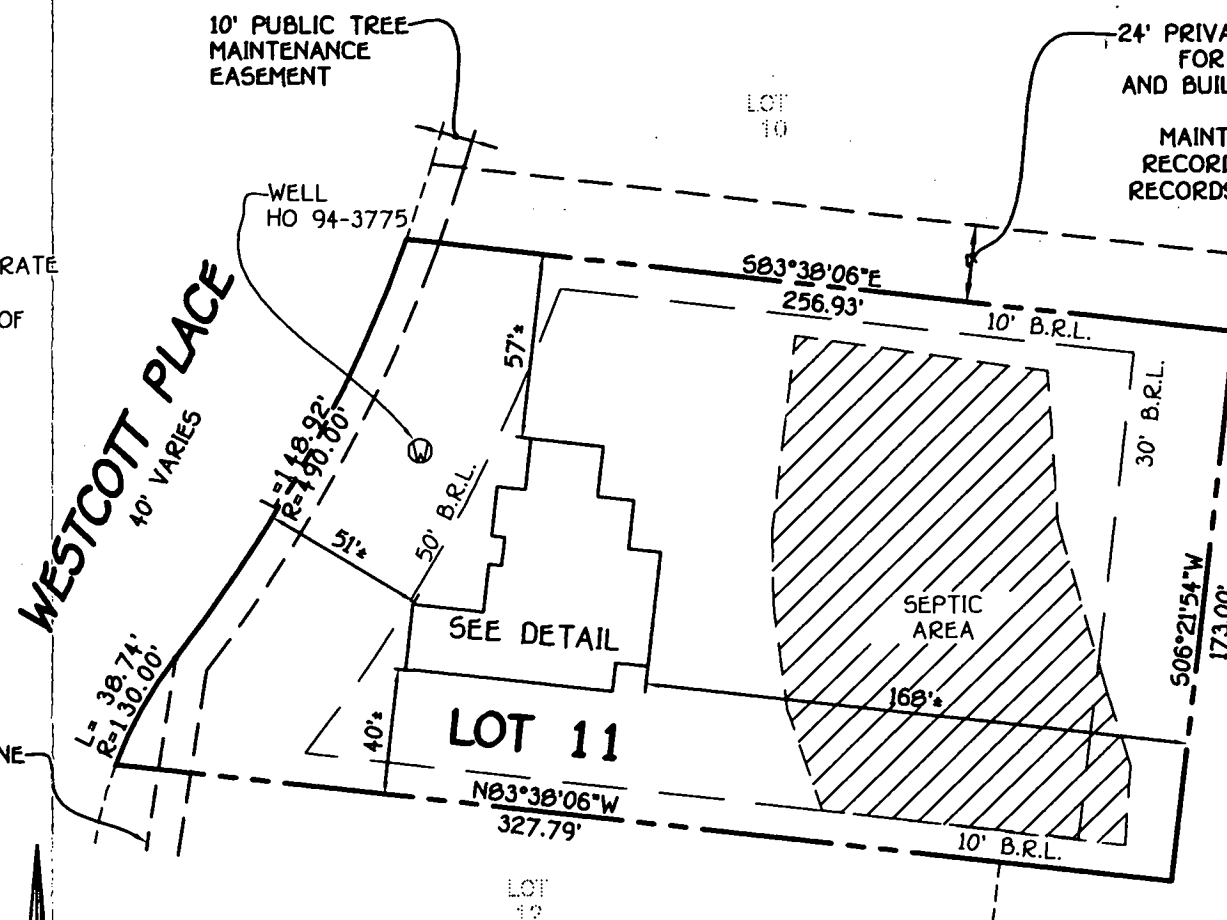 10' PUBLIC TREE
MAINTENANCE
EASEMENT
24' PRIVA
FOR
AND BUIL
MAINT
RECOR
RECORDS
LOT
10
WELL
HO 94-3775
RATE
OF
WESTCOTT PLACE
40' VARIES
S83°38'06"E
256.93'
10' B.R.L.
57'±
30' B.R.L.
L=148.92'
R=490.00'
W
50' B.R.L.
51'±
SEE DETAIL
SEPTIC
AREA
S06°21'54"W
173.00'
L= 38.74'
R=130.00'
168'±
40'±
LOT 11
NE
N83°38'06"W
327.79'
10' B.R.L.
LOT